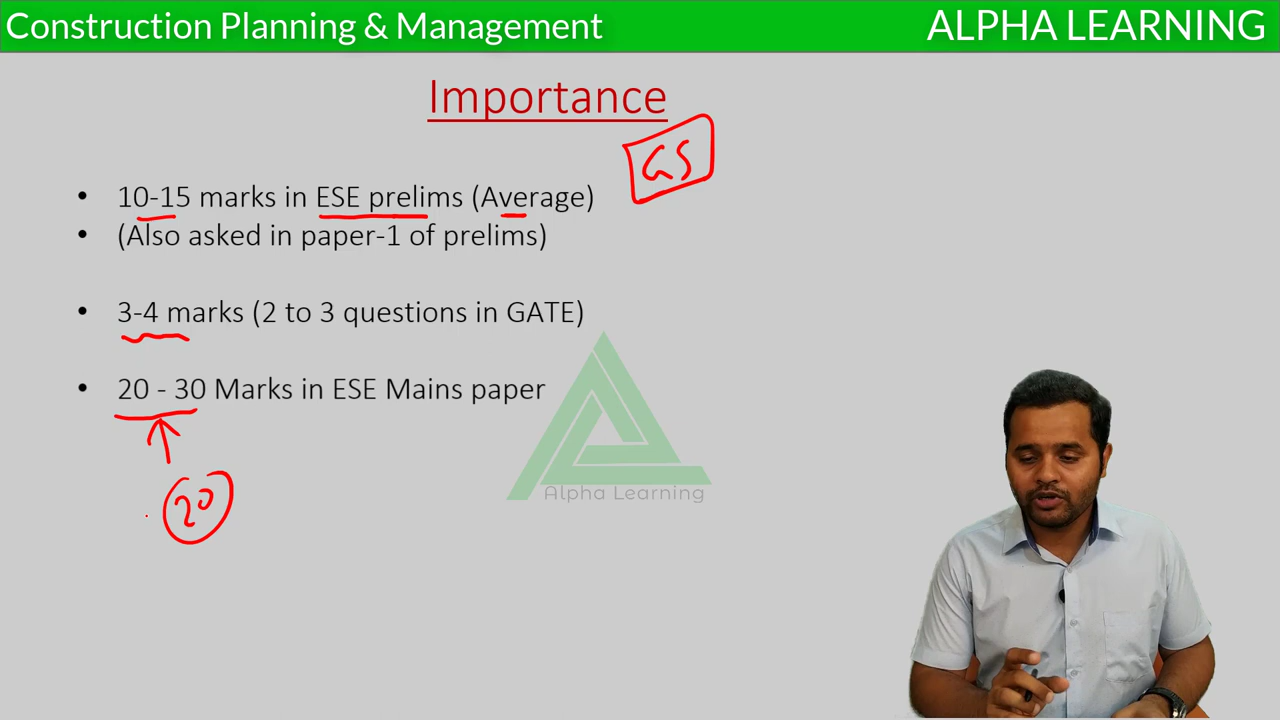 Construction Planning & Management
ALPHA LEARNING
Importance
GS
• 10-15 marks in ESE prelims (Average)
• (Also asked in paper-1 of prelims)
• 3-4 marks (2 to 3 questions in GATE)
• 20 - 30 Marks in ESE Mains paper
20
Alpha Learning